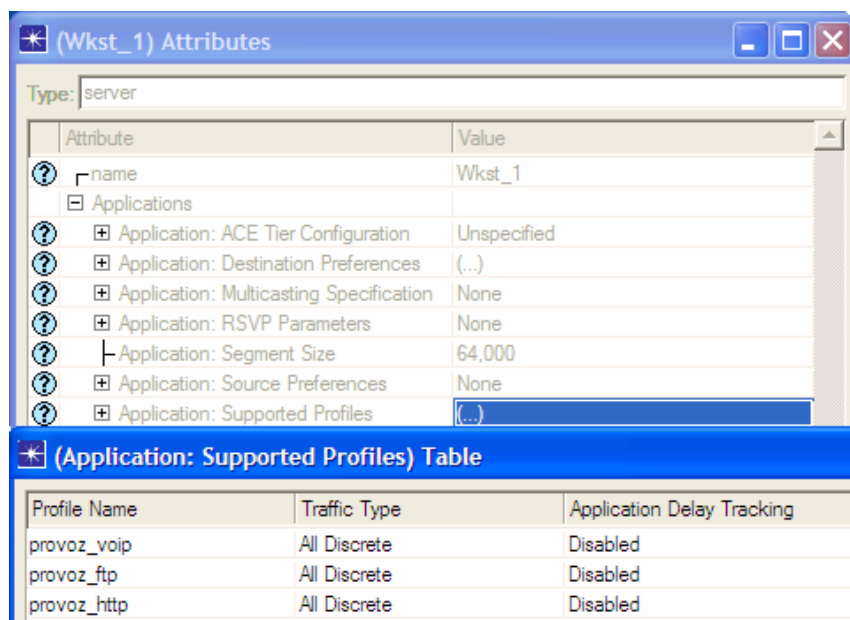 (Wkst_1) Attributes
Type: server
Attribute Value
name Wkst_1
Applications
Application: ACE Tier Configuration Unspecified
Application: Destination Preferences (...)
Application: Multicasting Specification None
Application: RSVP Parameters None
Application: Segment Size 64,000
Application: Source Preferences None
Application: Supported Profiles (...)
(Application: Supported Profiles) Table
Profile Name Traffic Type Application Delay Tracking
provoz_voip All Discrete Disabled
provoz_ftp All Discrete Disabled
provoz_http All Discrete Disabled